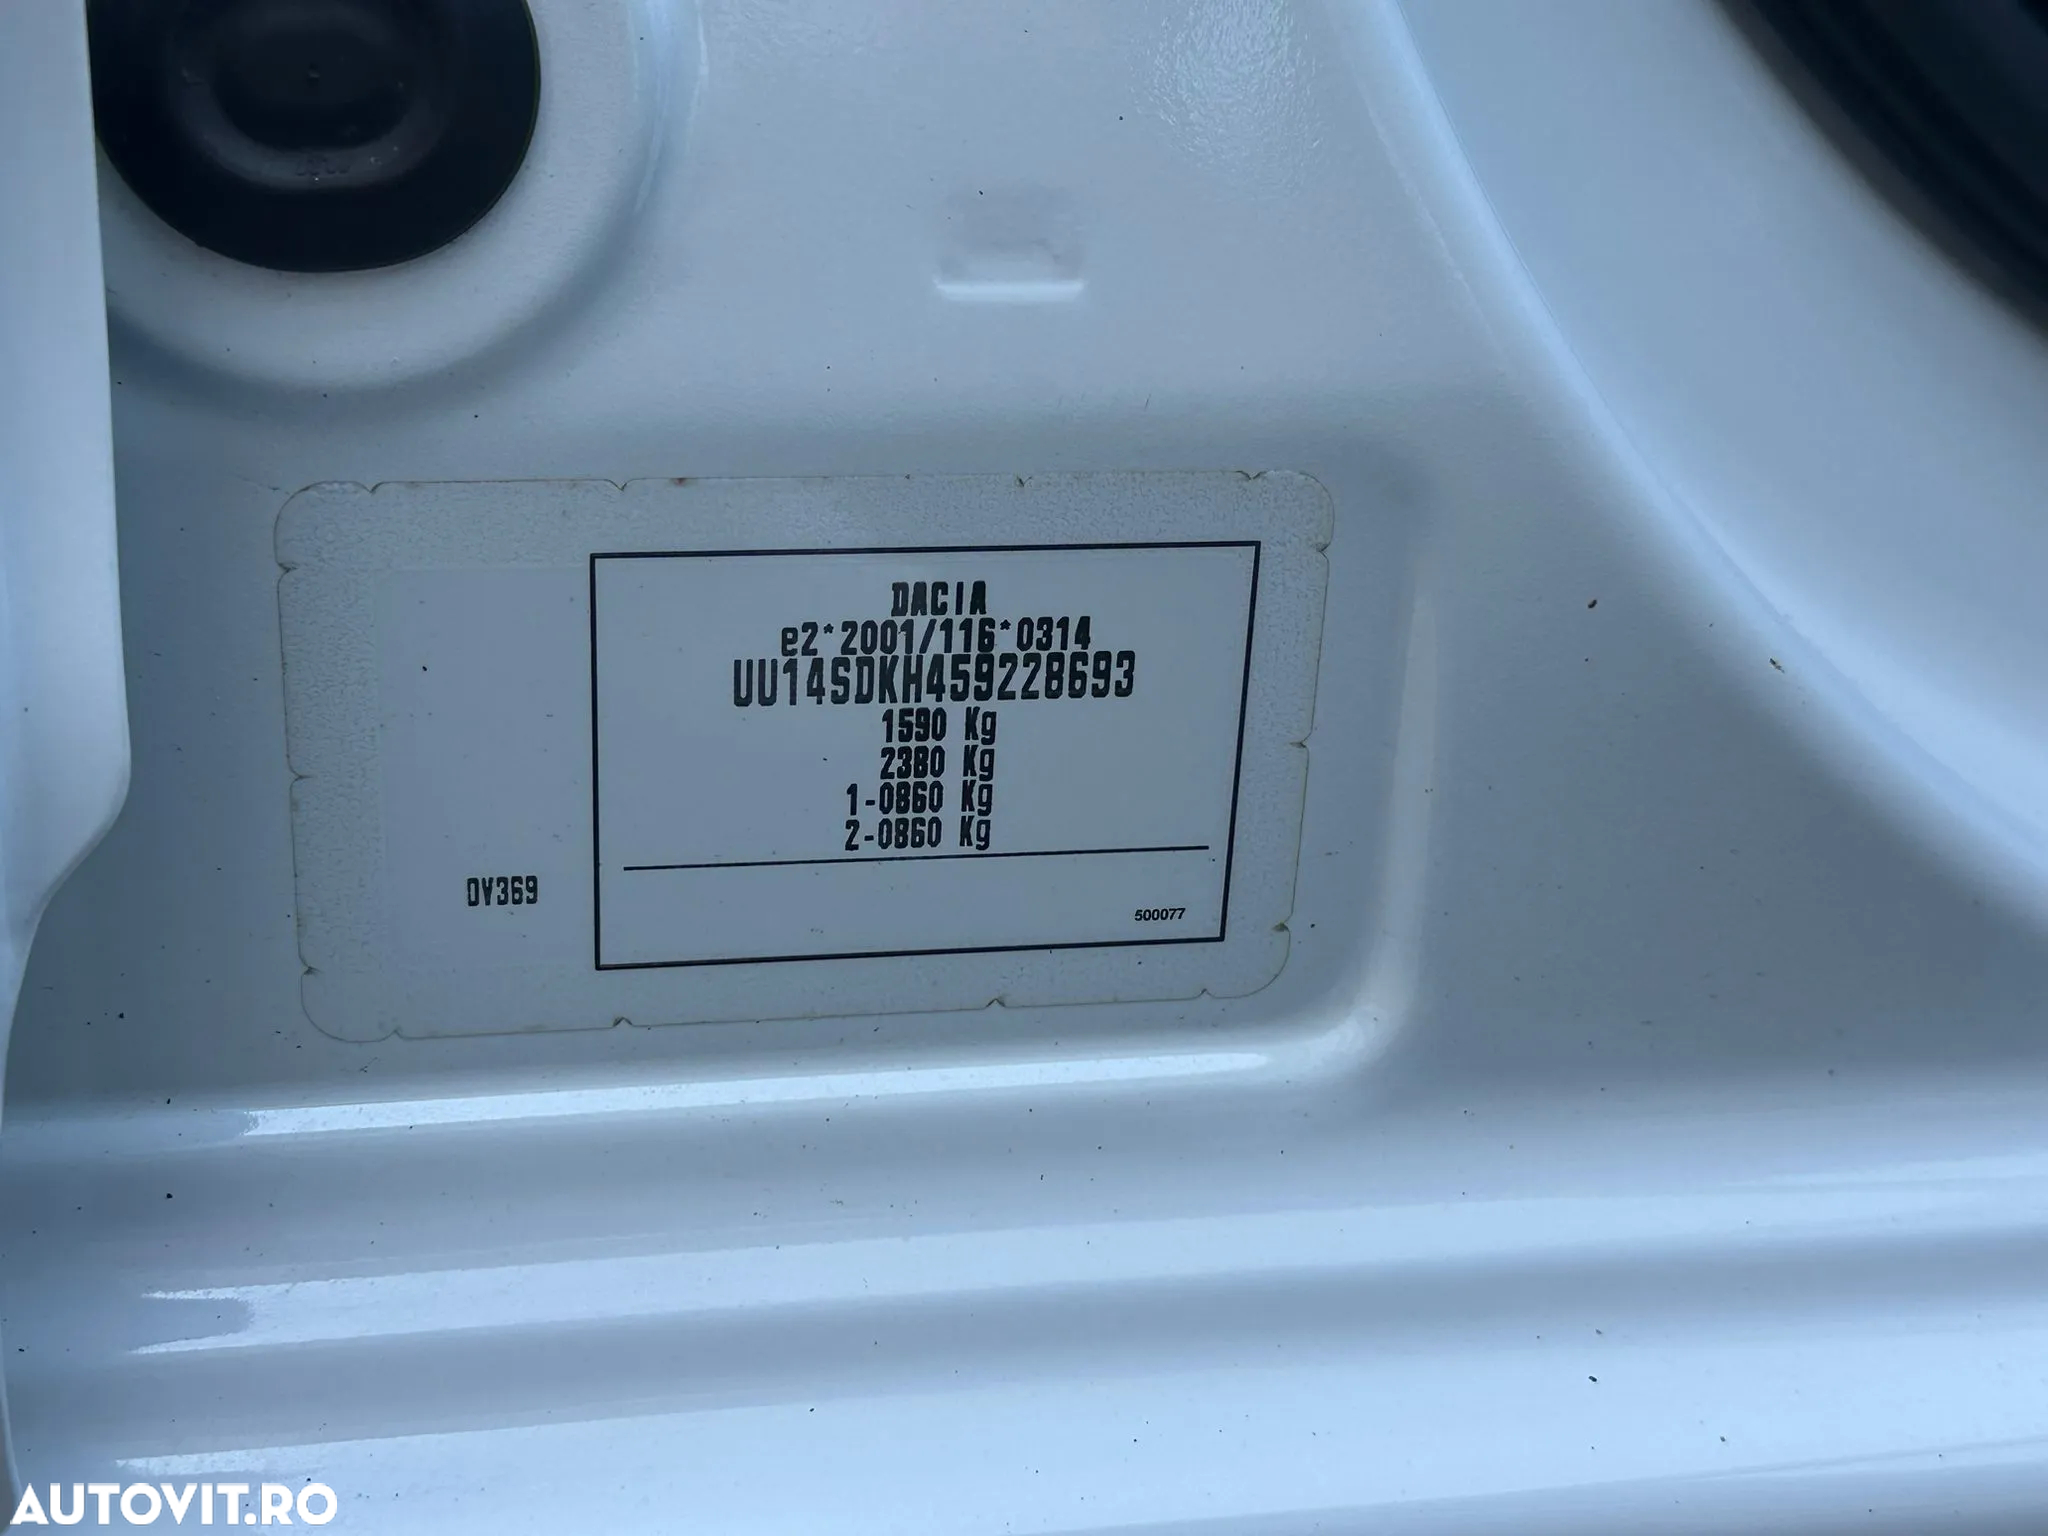 DACIA
e2*2001/116*0314
UU14SDKH459228693
1590 Kg
2380 Kg
1-0860 Kg
2-0860 Kg
0V369
500077
AUTOVIT.RO